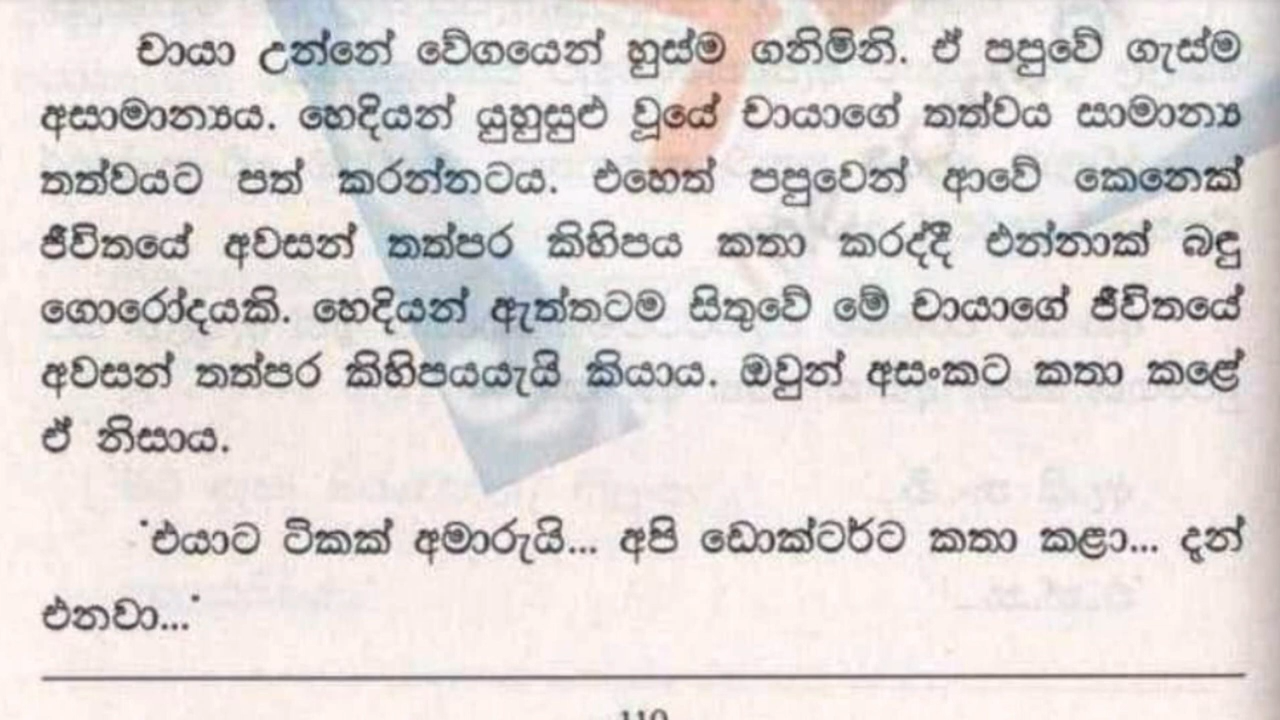 චායා උන්නේ වේගයෙන් හුස්ම ගනිමිනි. ඒ පපුවේ ගැස්ම
අසාමාන්‍යය. හෙදියන් යුහුසුළු වූයේ චායාගේ තත්වය සාමාන්‍ය
තත්වයට පත් කරන්නටය. එහෙත් පපුවෙන් ආවේ කෙනෙක්
ජීවිතයේ අවසන් තත්පර කිහිපය කතා කරද්දී එන්නාක් බඳු
ගොරෝදයකි. හෙදියන් ඇත්තටම සිතුවේ මේ චායාගේ ජීවිතයේ
අවසන් තත්පර කිහිපයයැයි කියාය. ඔවුන් අසංකට කතා කළේ
ඒ නිසාය.
'එයාට ටිකක් අමාරුයි... අපි ඩොක්ටර්ට කතා කළා... දන්
එනවා...'
110